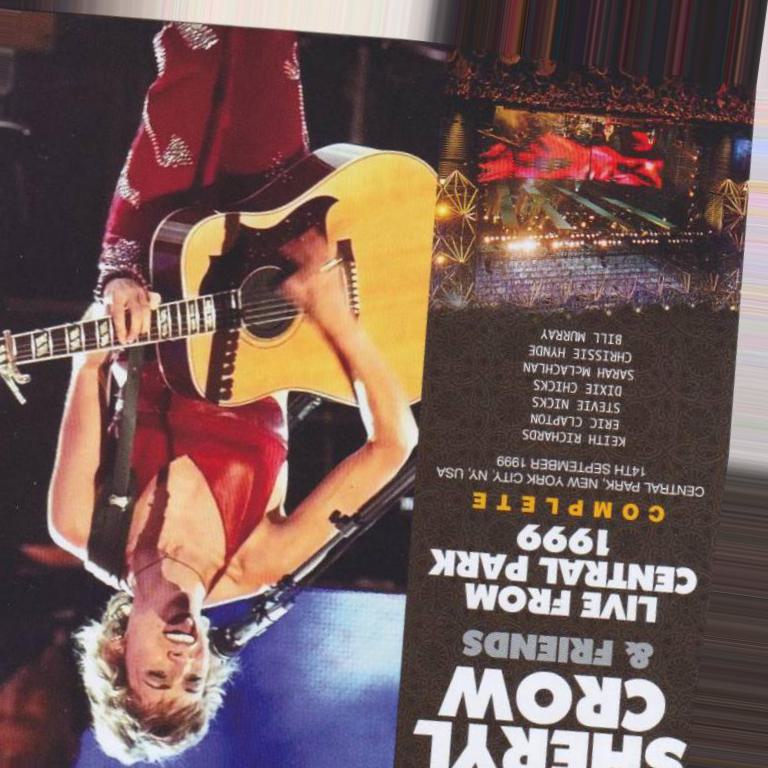 SHERYL
CROW
& FRIENDS
LIVE FROM
CENTRAL PARK
1999
COMPLETE
CENTRAL PARK, NEW YORK CITY, NY, USA
14TH SEPTEMBER 1999
KEITH RICHARDS
ERIC CLAPTON
STEVIE NICKS
DIXIE CHICKS
SARAH McLACHLAN
CHRISSIE HYNDE
BILL MURRAY